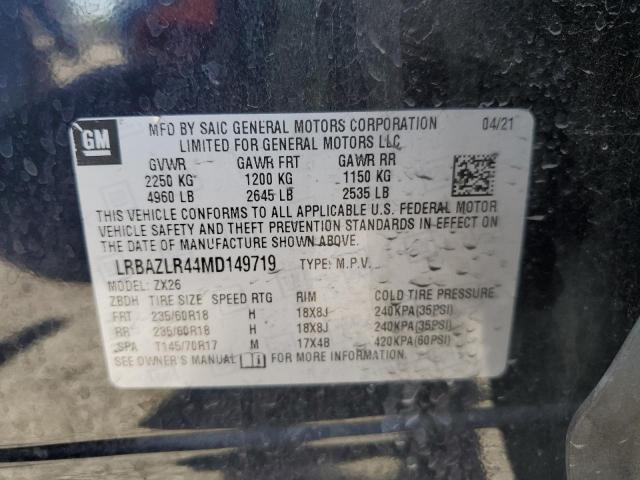 GM
MFD BY SAIC GENERAL MOTORS CORPORATION 04/21
LIMITED FOR GENERAL MOTORS LLC
GVWR GAWR FRT GAWR RR
2250 KG 1200 KG 1150 KG
4960 LB 2645 LB 2535 LB
THIS VEHICLE CONFORMS TO ALL APPLICABLE U.S. FEDERAL MOTOR
VEHICLE SAFETY AND THEFT PREVENTION STANDARDS IN EFFECT ON
THE DATE OF MANUFACTURE SHOWN ABOVE.
LRBAZLR44MD149719 TYPE: M.P.V.
MODEL: ZX26
ZBDH TIRE SIZE SPEED RTG RIM COLD TIRE PRESSURE
FRT 235/60R18 H 18X8J 240KPA(35PSI)
RR 235/60R18 H 18X8J 240KPA(35PSI)
SPA T145/70R17 M 17X4B 420KPA(60PSI)
SEE OWNER'S MANUAL FOR MORE INFORMATION.